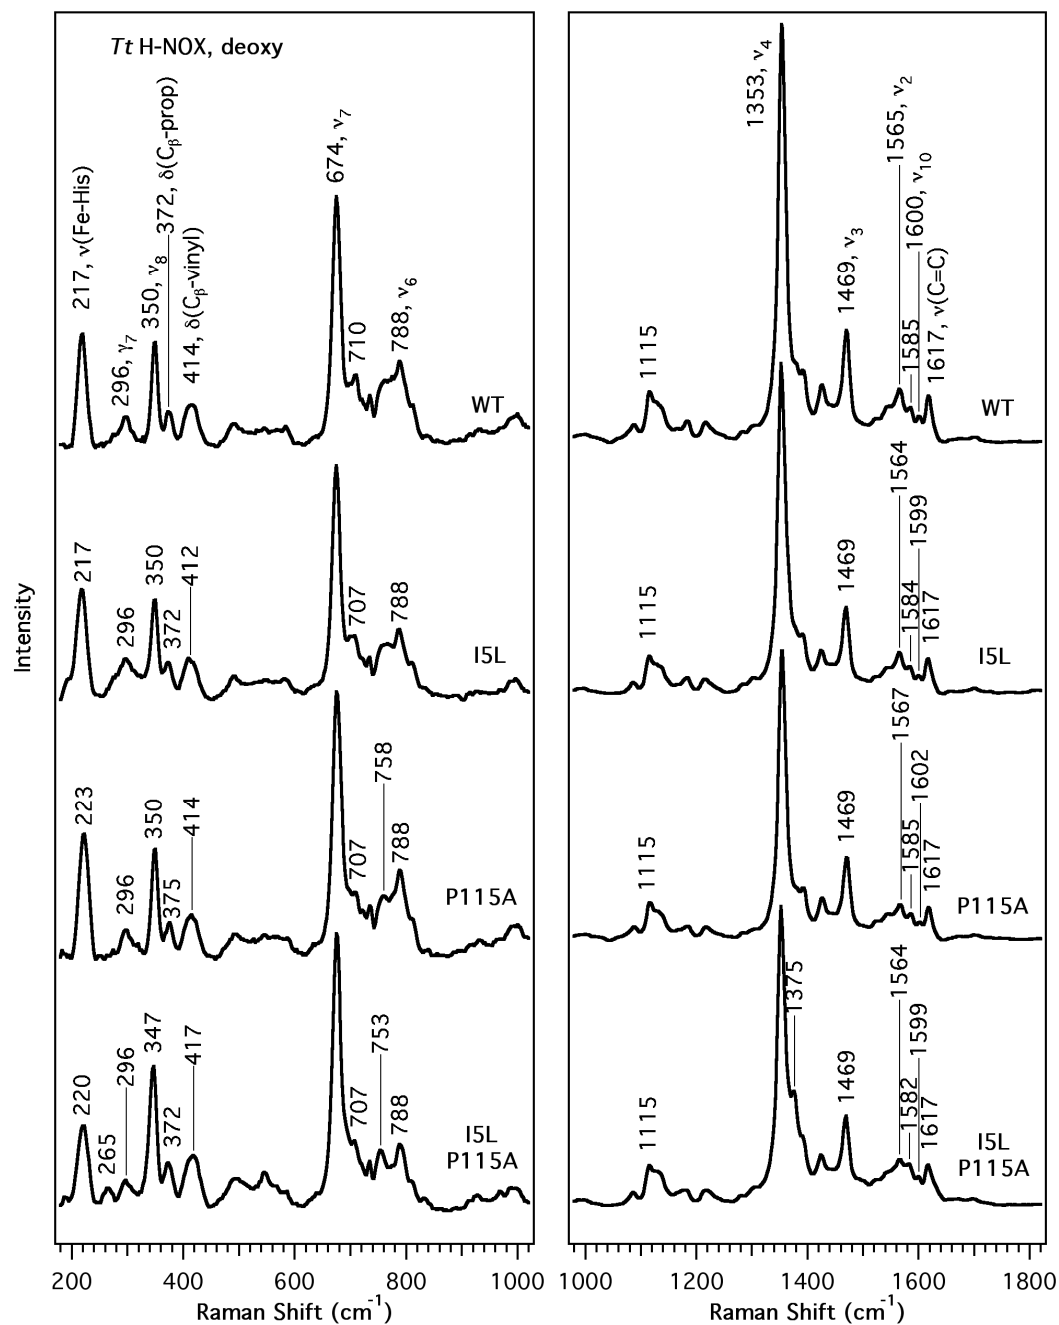 Tt H-NOX, deoxy
217, ν(Fe-His)
296, γ7
350, ν8
372, δ(Cβ-prop)
414, δ(Cβ-vinyl)
674, ν7
710
788, ν6
WT
217
296
350
372
412
707
788
I5L
223
296
350
375
414
707
758
788
P115A
220
265
296
347
372
417
707
753
788
I5L
P115A
1115
1353, ν4
1469, ν3
1565, ν2
1585
1600, ν10
1617, ν(C=C)
WT
1115
1469
1564
1584
1599
1617
I5L
1115
1469
1567
1585
1602
1617
P115A
1115
1375
1469
1564
1582
1599
1617
I5L
P115A
Intensity
200 400 600 800 1000
Raman Shift (cm-1)
1000 1200 1400 1600 1800
Raman Shift (cm-1)